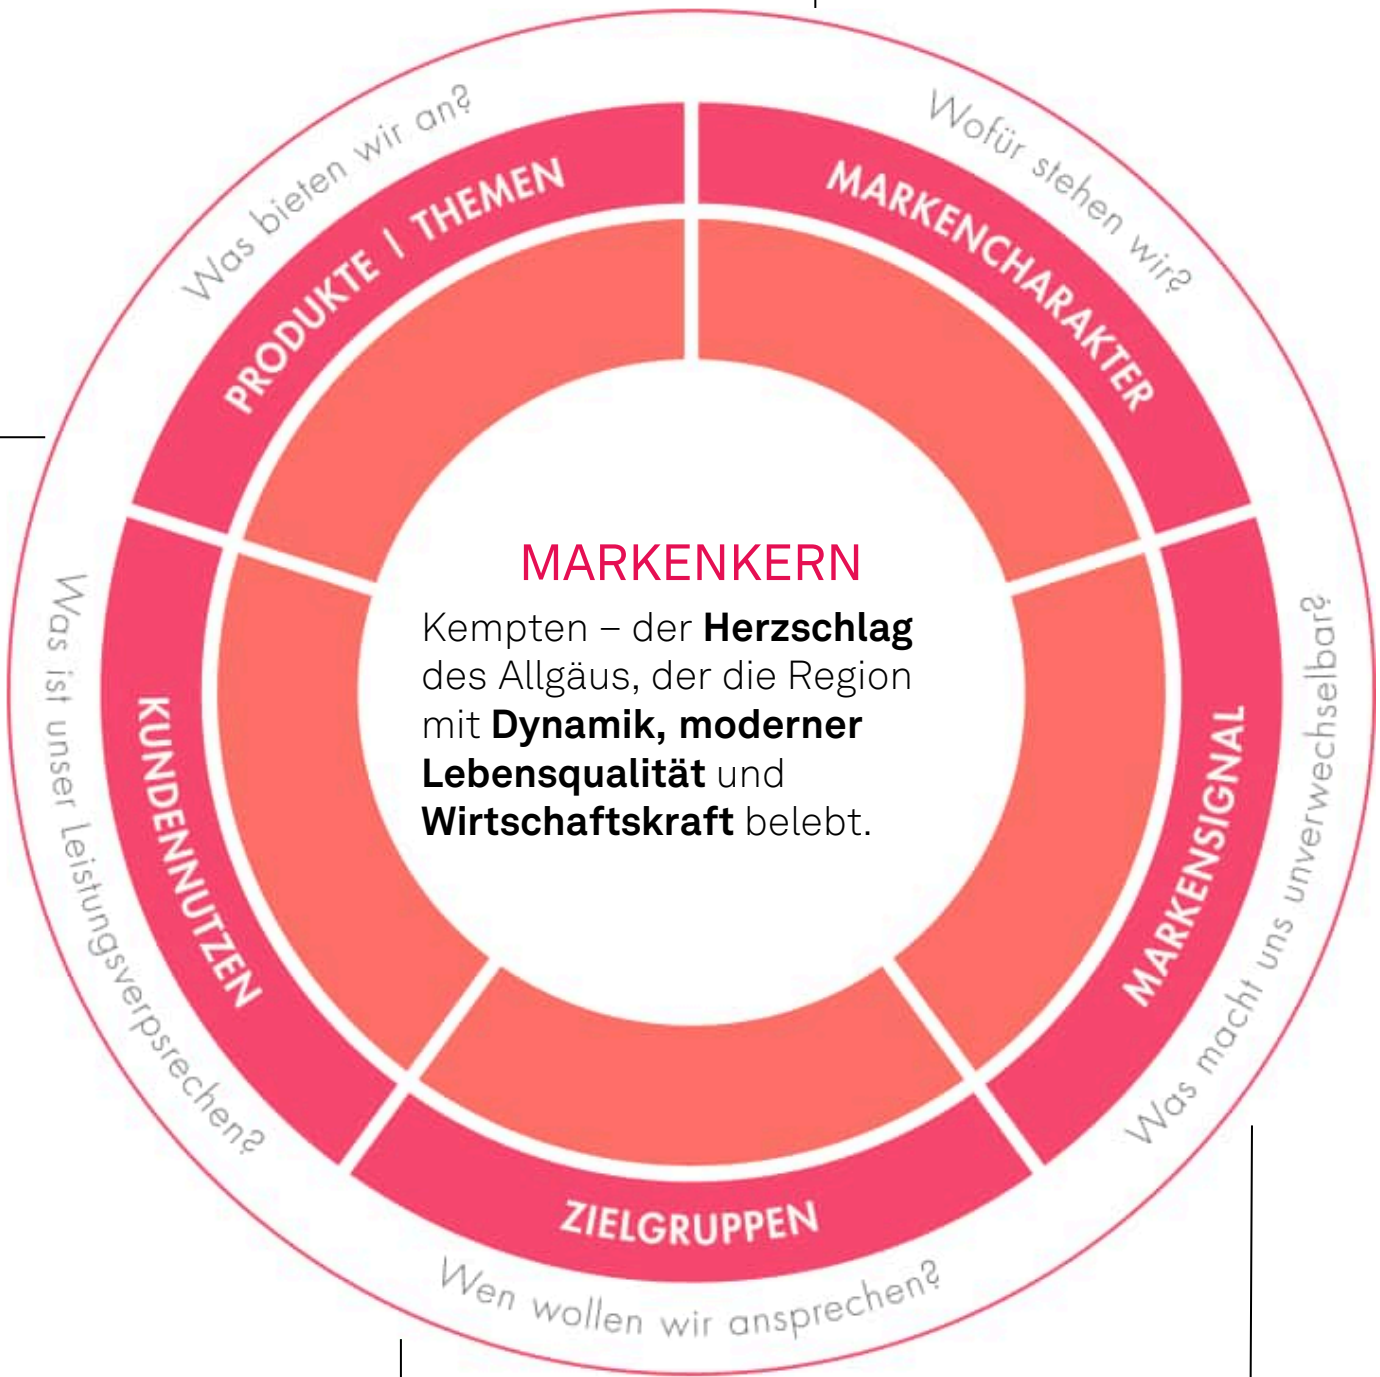 Was bieten wir an?
PRODUKTE | THEMEN
Wofür stehen wir?
MARKENCHARAKTER
MARKENKERN
Kempten – der Herzschlag
des Allgäus, der die Region
mit Dynamik, moderner
Lebensqualität und
Wirtschaftskraft belebt.
Was ist unser Leistungsverpsrechen?
KUNDENNUTZEN
MARKENSIGNAL
Was macht uns unverwechselbar?
ZIELGRUPPEN
Wen wollen wir ansprechen?